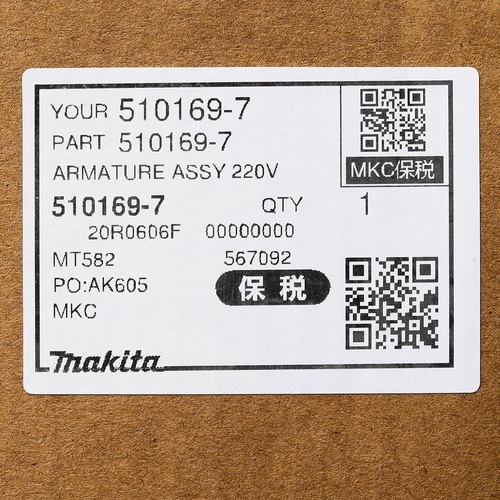 YOUR 510169-7
PART 510169-7
MKC保税
ARMATURE ASSY 220V
510169-7 QTY 1
20R0606F 00000000
MT582 567092
PO:AK605 保税
MKC
makita